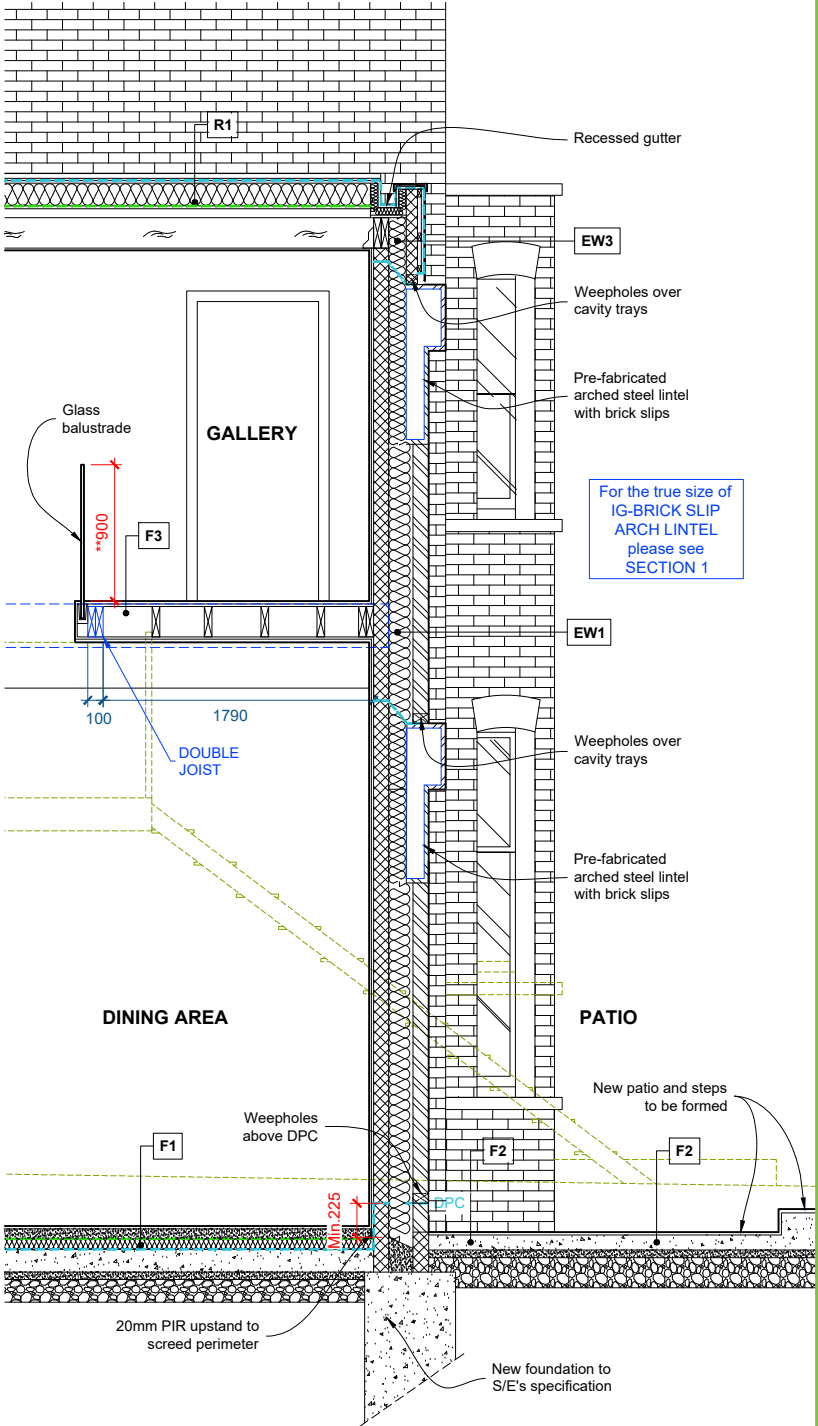 R1
Recessed gutter
EW3
Weepholes over
cavity trays
Pre-fabricated
arched steel lintel
with brick slips
Glass
balustrade
GALLERY
**900
F3
For the true size of
IG-BRICK SLIP
ARCH LINTEL
please see
SECTION 1
EW1
100
1790
DOUBLE
JOIST
Weepholes over
cavity trays
Pre-fabricated
arched steel lintel
with brick slips
DINING AREA
PATIO
New patio and steps
to be formed
Weepholes
above DPC
F1
F2
F2
Min.225
DPC
20mm PIR upstand to
screed perimeter
New foundation to
S/E's specification